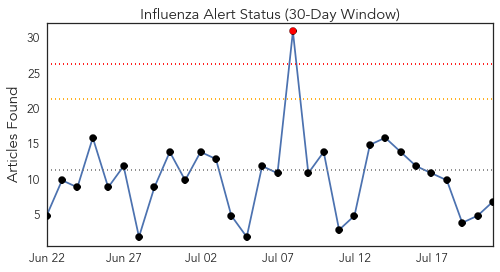 Influenza Alert Status (30-Day Window)
Articles Found
30
25
20
15
10
5
Jun 22 Jun 27 Jul 02 Jul 07 Jul 12 Jul 17